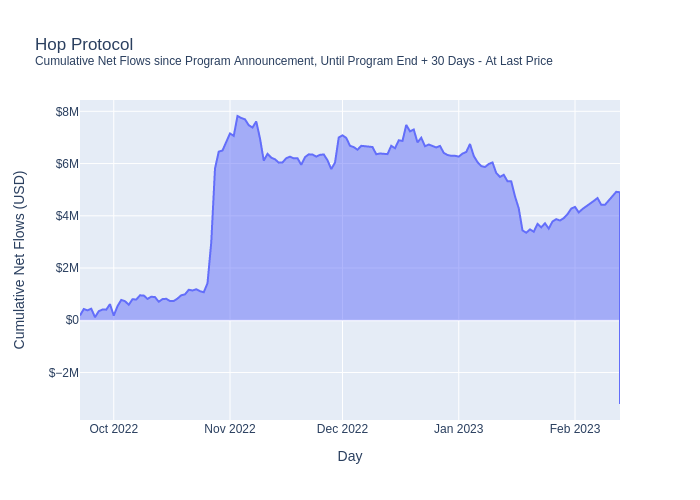 Hop Protocol
Cumulative Net Flows since Program Announcement, Until Program End + 30 Days - At Last Price
$8M
$6M
$4M
$2M
$0
$−2M
Cumulative Net Flows (USD)
Oct 2022
Nov 2022
Dec 2022
Jan 2023
Feb 2023
Day